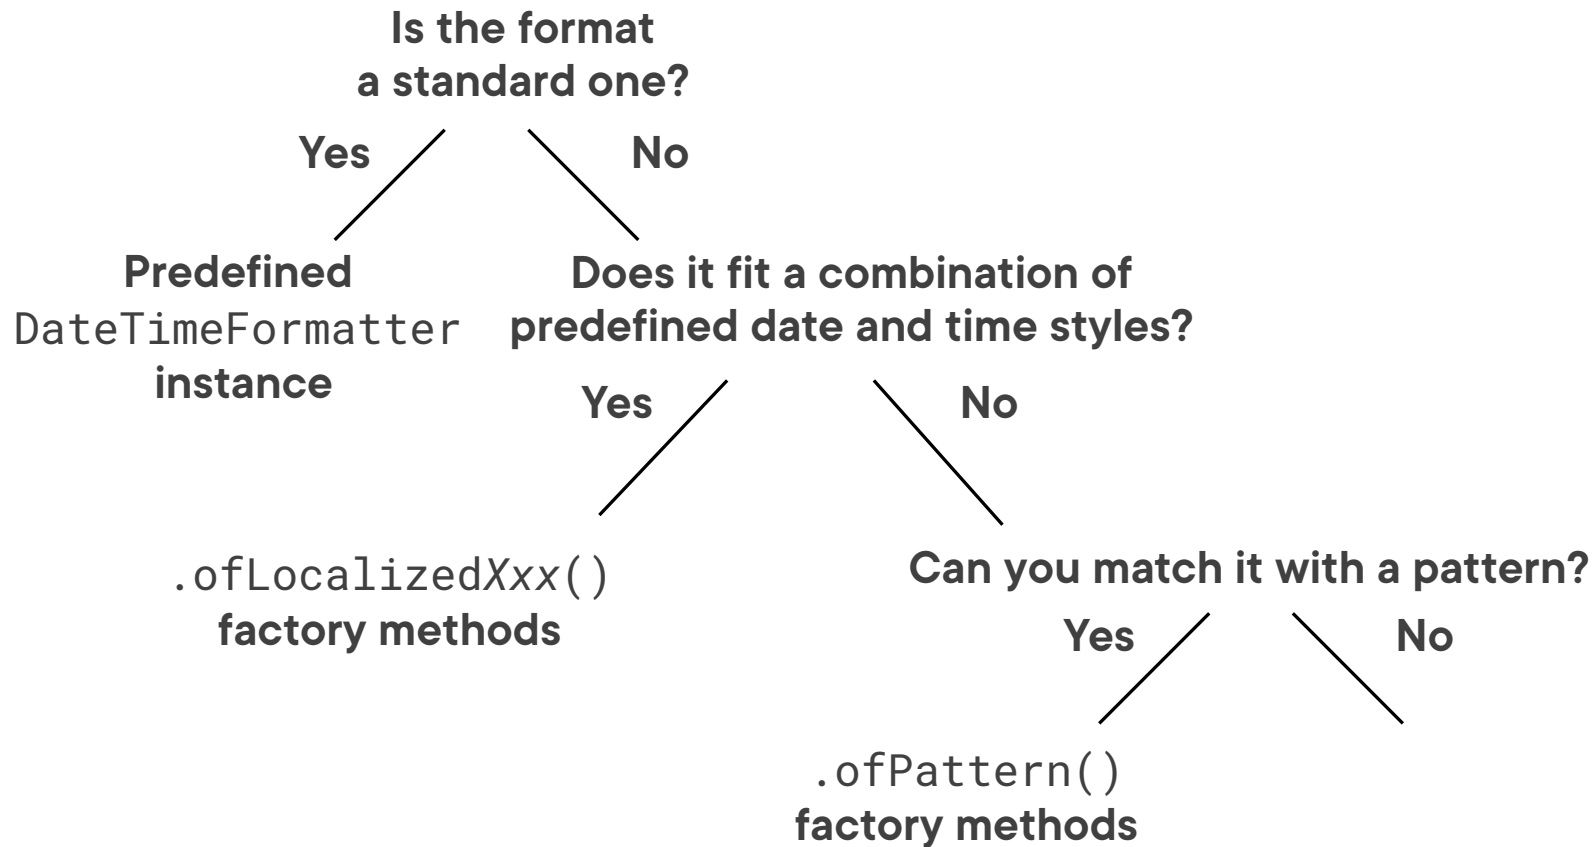 Is the format
a standard one?
Yes
No
Predefined
DateTimeFormatter
instance
Does it fit a combination of
predefined date and time styles?
Yes
No
.ofLocalizedXxx()
factory methods
Can you match it with a pattern?
Yes
No
.ofPattern()
factory methods